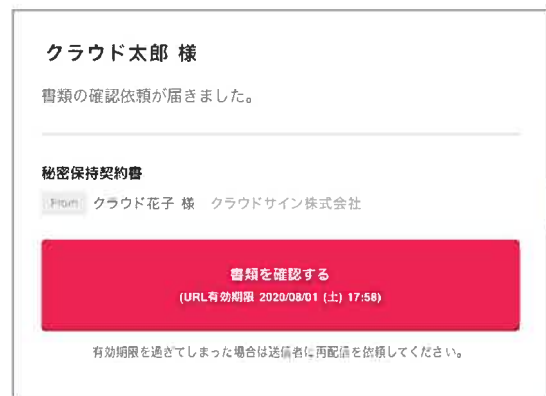 クラウド太郎 様
書類の確認依頼が届きました。
秘密保持契約書
From クラウド花子 様 クラウドサイン株式会社
書類を確認する
(URL有効期限 2020/08/01 (土) 17:58)
有効期限を過ぎてしまった場合は送信者に再配信を依頼してください。